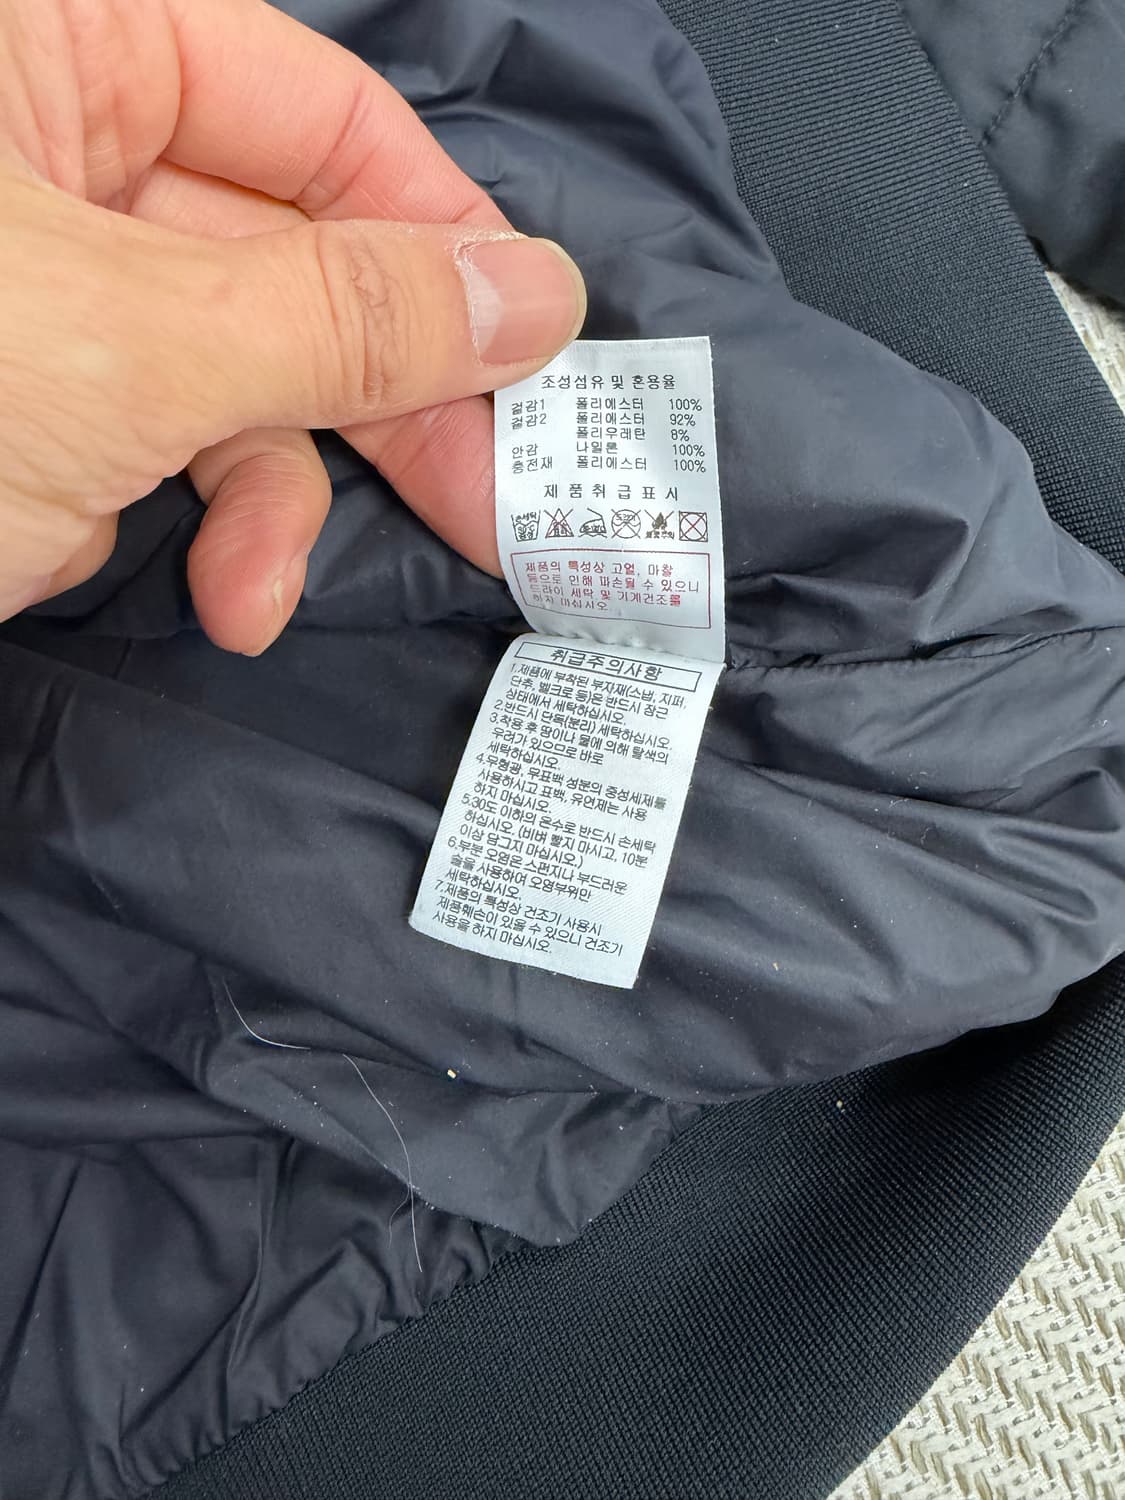 조성섬유 및 혼용율
겉감1 폴리에스터 100%
겉감2 폴리에스터 92%
폴리우레탄 8%
안감 나일론 100%
충전재 폴리에스터 100%
제 품 취 급 표 시
손세탁
30℃
중성
제품의 특성상 고열, 마찰
등으로 인해 파손될 수 있으니
드라이 세탁 및 기계건조를
하지 마십시오.
취급주의사항
1.제품에 부착된 부자재(스냅, 지퍼,
단추, 벨크로 등)은 반드시 잠근
상태에서 세탁하십시오.
2.반드시 단독(분리) 세탁하십시오.
3.착용 후 땀이나 물에 의해 탈색의
우려가 있으므로 바로
세탁하십시오.
4.무형광, 무표백 성분의 중성세제를
사용하시고 표백, 유연제는 사용
하지 마십시오.
5.30도 이하의 온수로 반드시 손세탁
하십시오. (비벼 빨지 마시고, 10분
이상 담그지 마십시오.)
6.부분 오염은 스펀지나 부드러운
솔을 사용하여 오염부위만
세탁하십시오.
7.제품의 특성상 건조기 사용시
제품훼손이 있을 수 있으니 건조기
사용을 하지 마십시오.